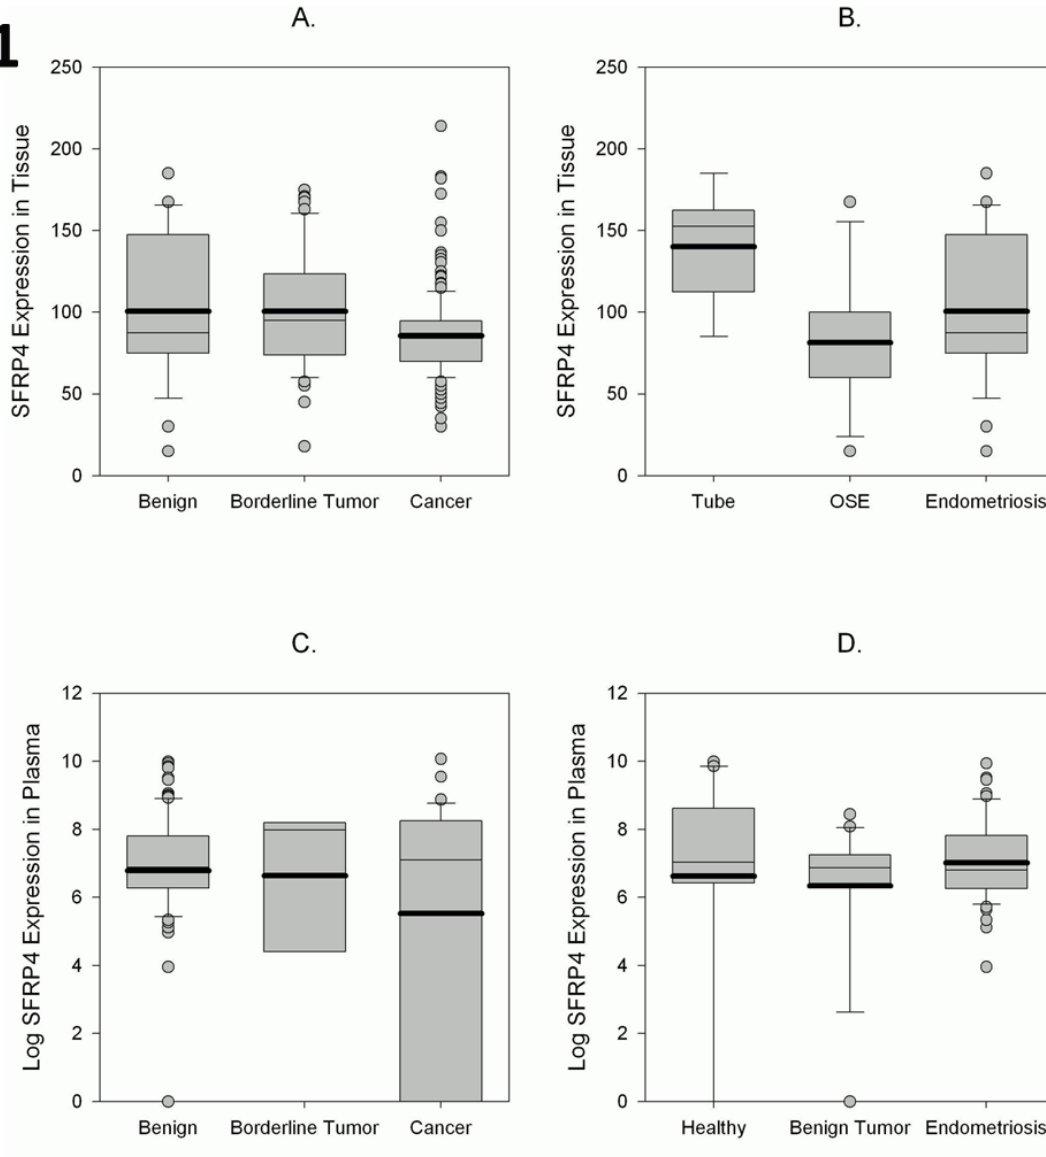 1
A.
SFRP4 Expression in Tissue
250
200
150
100
50
0
Benign Borderline Tumor Cancer
B.
SFRP4 Expression in Tissue
250
200
150
100
50
0
Tube OSE Endometriosis
C.
Log SFRP4 Expression in Plasma
12
10
8
6
4
2
0
Benign Borderline Tumor Cancer
D.
Log SFRP4 Expression in Plasma
12
10
8
6
4
2
0
Healthy Benign Tumor Endometriosis